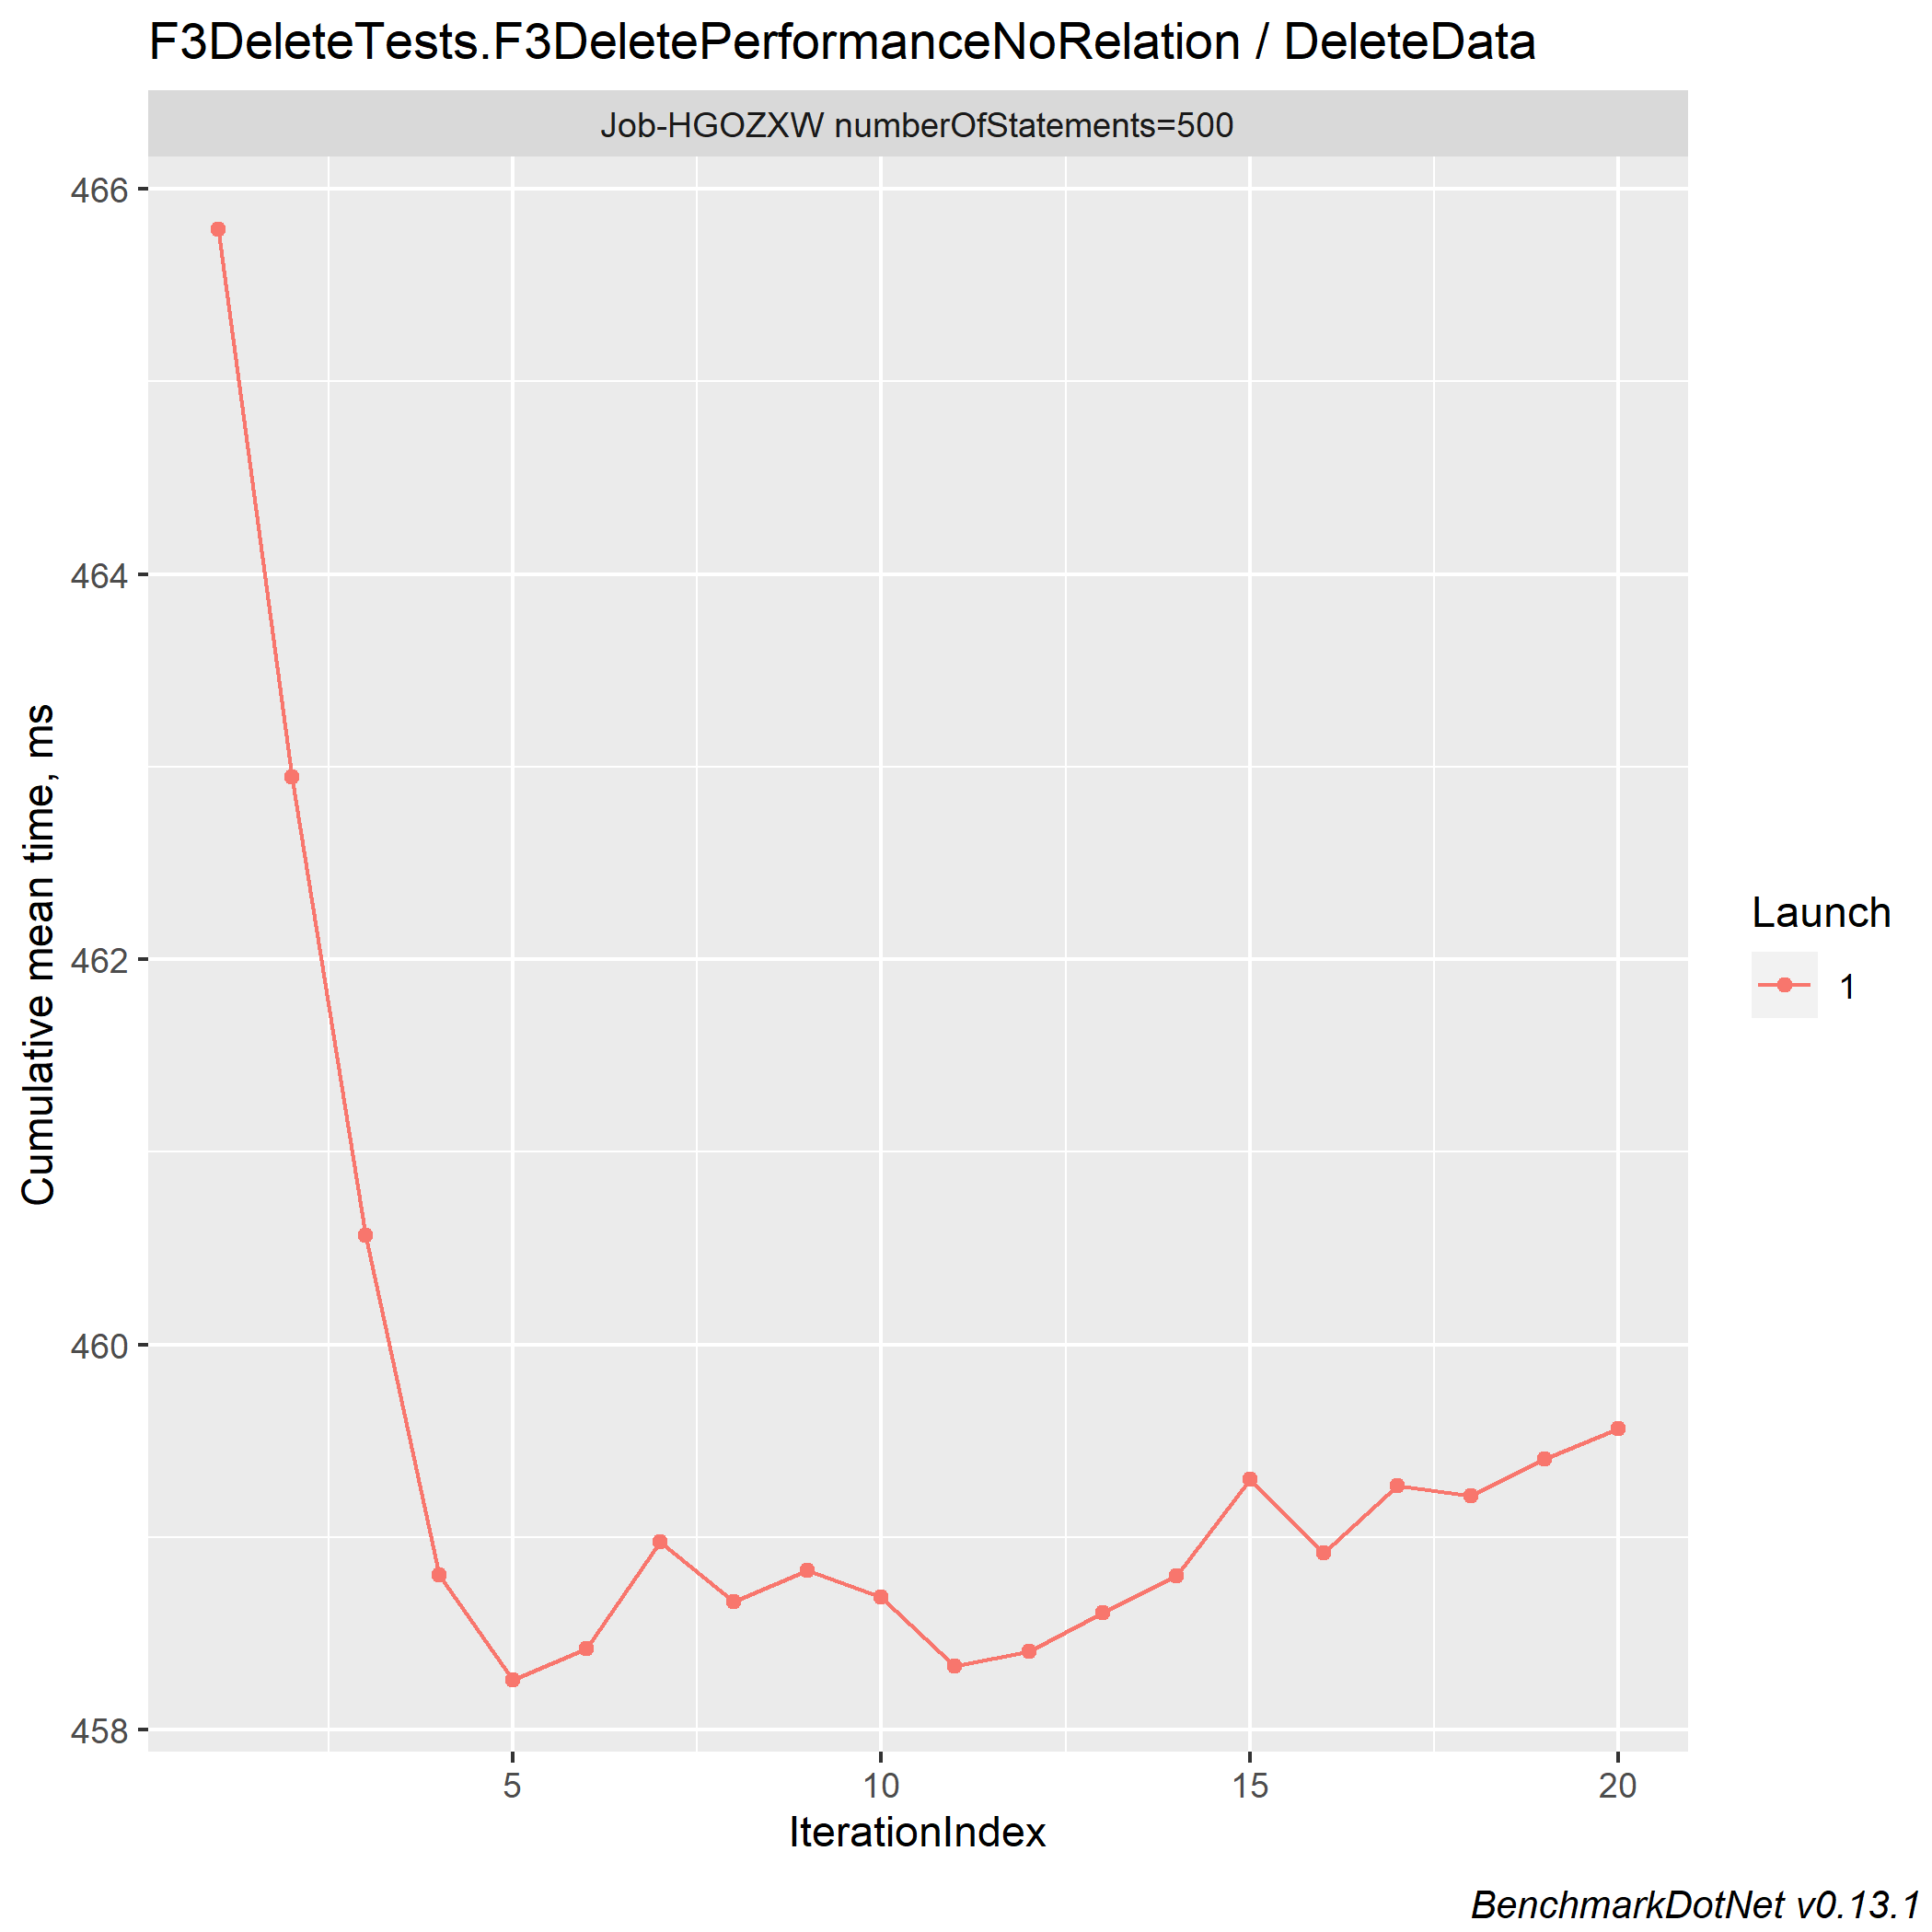 F3DeleteTests.F3DeletePerformanceNoRelation / DeleteData
Job-HGOZXW numberOfStatements=500
466
464
462
460
458
Cumulative mean time, ms
5
10
15
20
IterationIndex
Launch
1
BenchmarkDotNet v0.13.1